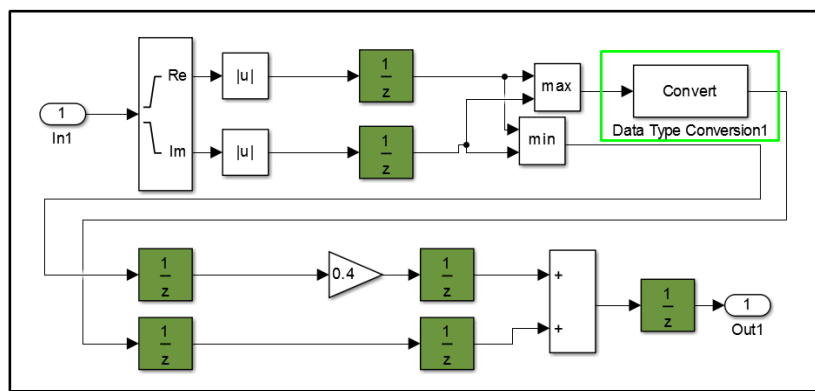 1
In1
Re
Im
|u|
|u|
1
z
1
z
max
min
Convert
Data Type Conversion1
1
z
0.4
1
z
1
z
1
z
+
+
1
z
1
Out1